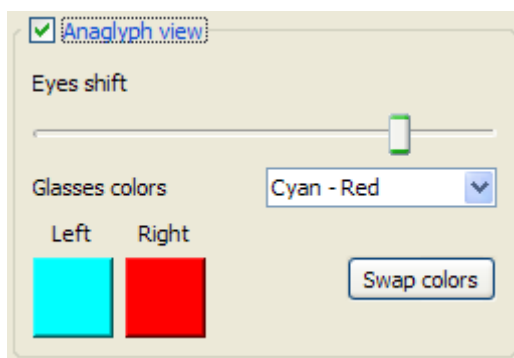 Anaglyph view
Eyes shift
Glasses colors Cyan - Red
Left Right
Swap colors